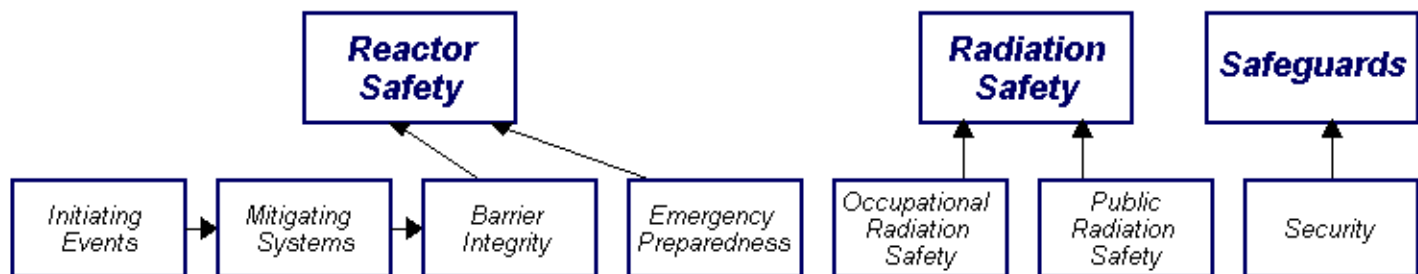 Reactor
Safety
Radiation
Safety
Safeguards
Initiating
Events
Mitigating
Systems
Barrier
Integrity
Emergency
Preparedness
Occupational
Radiation
Safety
Public
Radiation
Safety
Security